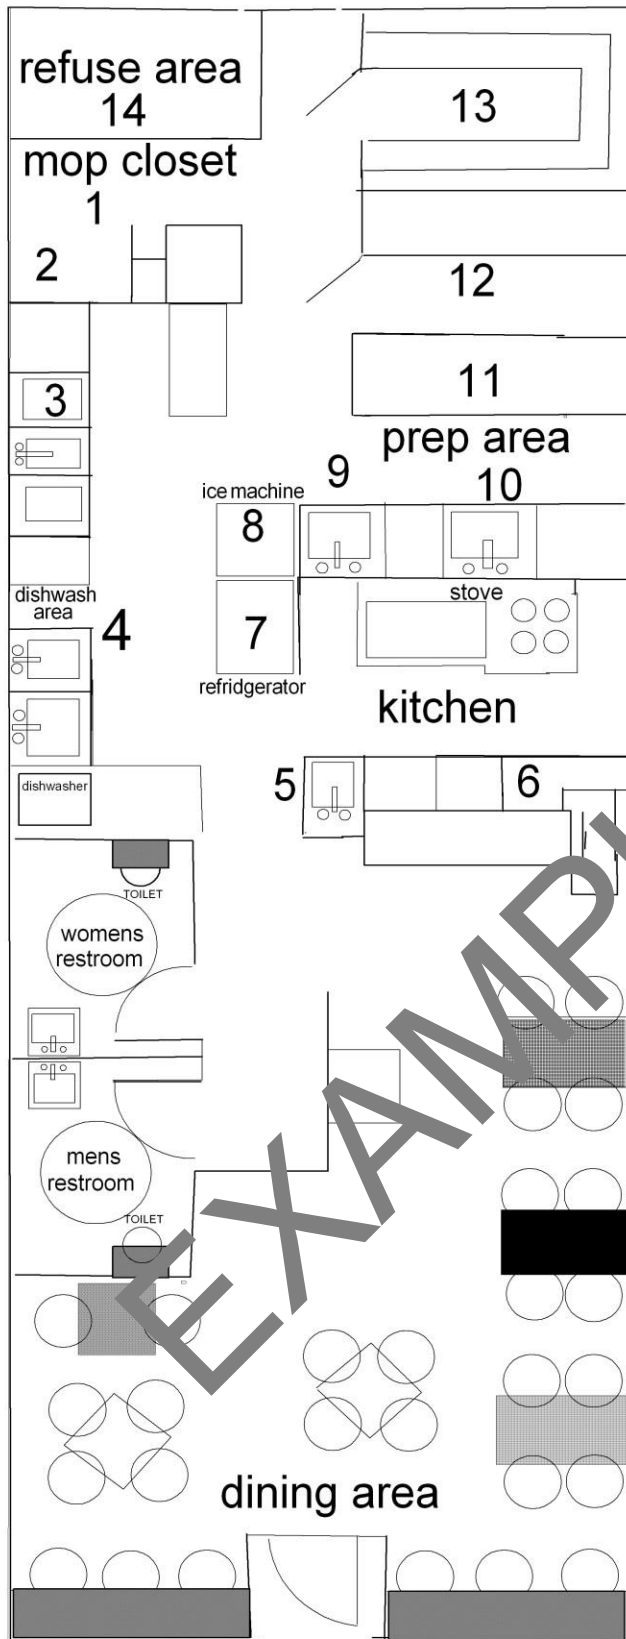 refuse area
14
13
mop closet
1
2
12
3
11
prep area
9
10
ice machine
8
dishwash
area
4
stove
7
refridgerator
kitchen
5
6
dishwasher
TOILET
womens
restroom
mens
restroom
TOILET
dining area